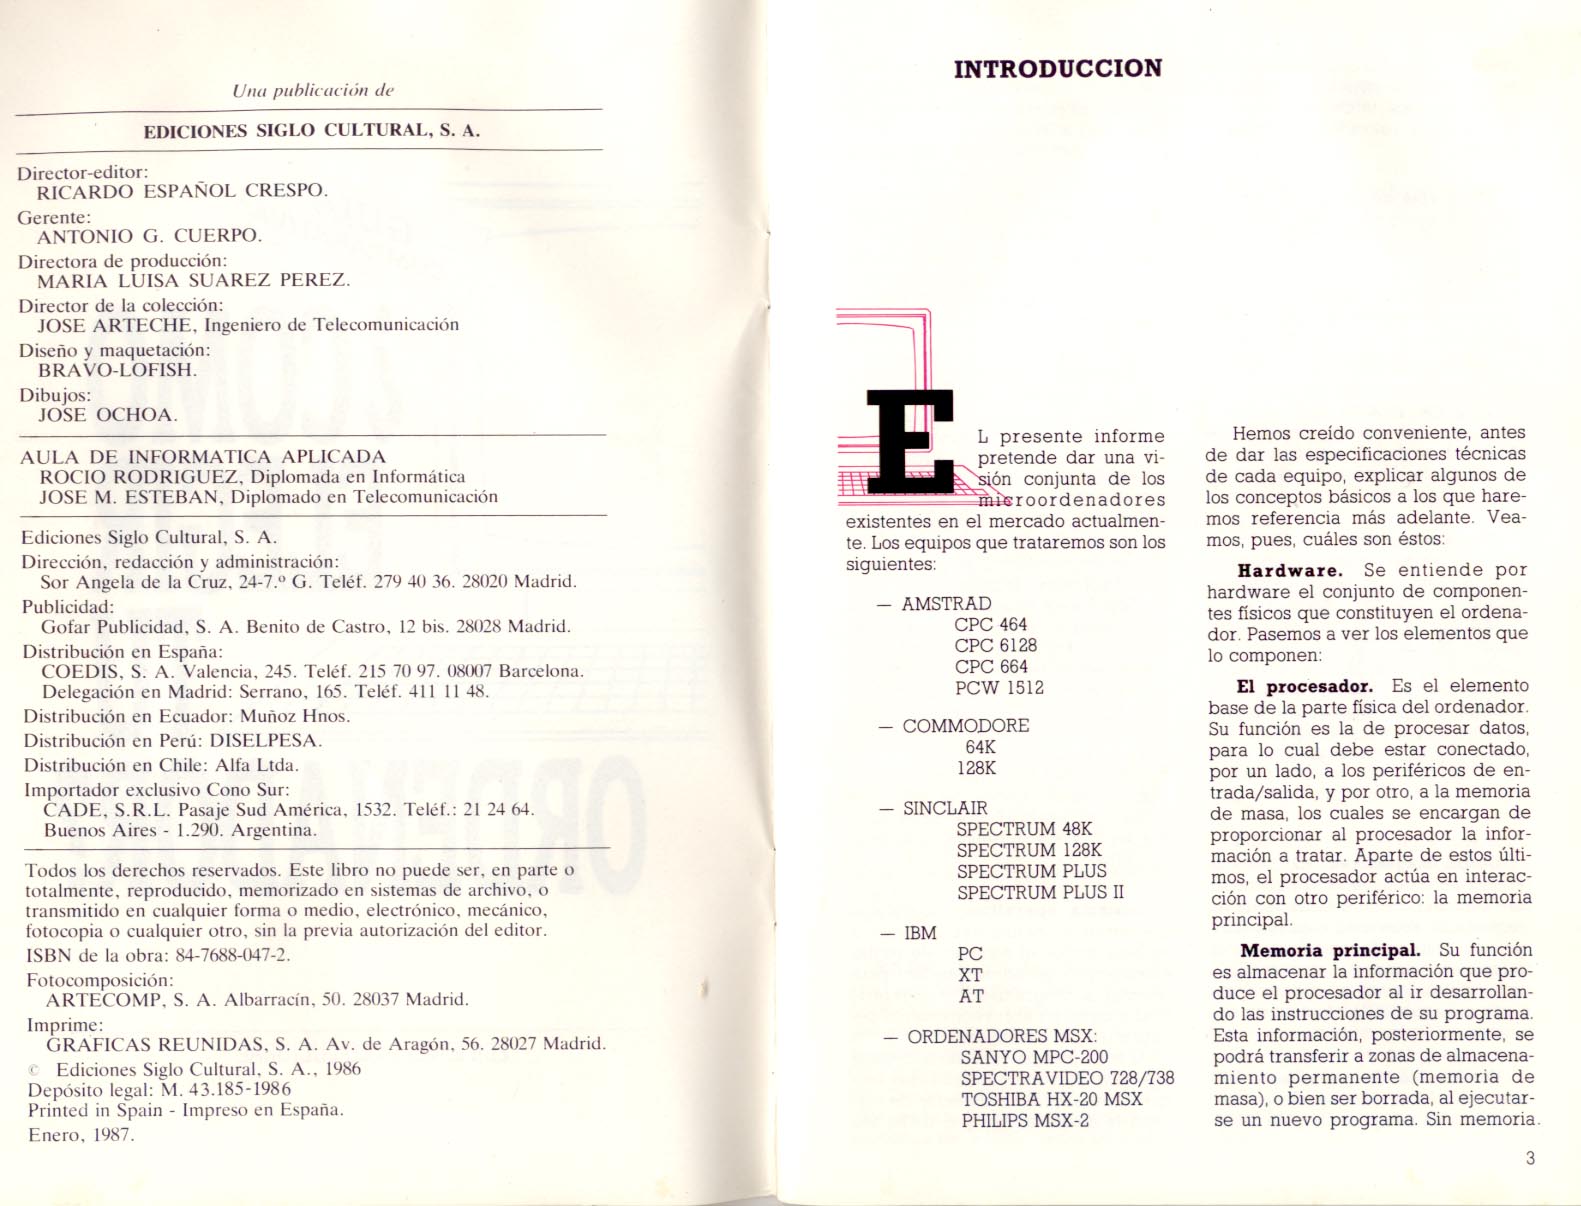 Una publicación de
EDICIONES SIGLO CULTURAL, S. A.
Director-editor:
RICARDO ESPAÑOL CRESPO.
Gerente:
ANTONIO G. CUERPO.
Directora de producción:
MARIA LUISA SUAREZ PEREZ.
Director de la colección:
JOSE ARTECHE, Ingeniero de Telecomunicación
Diseño y maquetación:
BRAVO-LOFISH.
Dibujos:
JOSE OCHOA.
AULA DE INFORMATICA APLICADA
ROCIO RODRIGUEZ, Diplomada en Informática
JOSE M. ESTEBAN, Diplomado en Telecomunicación
Ediciones Siglo Cultural, S. A.
Dirección, redacción y administración:
Sor Angela de la Cruz, 24-7.º G. Teléf. 279 40 36. 28020 Madrid.
Publicidad:
Gofar Publicidad, S. A. Benito de Castro, 12 bis. 28028 Madrid.
Distribución en España:
COEDIS, S. A. Valencia, 245. Teléf. 215 70 97. 08007 Barcelona.
Delegación en Madrid: Serrano, 165. Teléf. 411 11 48.
Distribución en Ecuador: Muñoz Hnos.
Distribución en Perú: DISELPESA.
Distribución en Chile: Alfa Ltda.
Importador exclusivo Cono Sur:
CADE, S.R.L. Pasaje Sud América, 1532. Teléf.: 21 24 64.
Buenos Aires - 1.290. Argentina.
Todos los derechos reservados. Este libro no puede ser, en parte o
totalmente, reproducido, memorizado en sistemas de archivo, o
transmitido en cualquier forma o medio, electrónico, mecánico,
fotocopia o cualquier otro, sin la previa autorización del editor.
ISBN de la obra: 84-7688-047-2.
Fotocomposición:
ARTECOMP, S. A. Albarracín, 50. 28037 Madrid.
Imprime:
GRAFICAS REUNIDAS, S. A. Av. de Aragón, 56. 28027 Madrid.
© Ediciones Siglo Cultural, S. A., 1986
Depósito legal: M. 43.185-1986
Printed in Spain - Impreso en España.
Enero, 1987.
INTRODUCCION
EL presente informe
pretende dar una vi-
sión conjunta de los
microordenadores
existentes en el mercado actualmen-
te. Los equipos que trataremos son los
siguientes:
— AMSTRAD
CPC 464
CPC 6128
CPC 664
PCW 1512
— COMMODORE
64K
128K
— SINCLAIR
SPECTRUM 48K
SPECTRUM 128K
SPECTRUM PLUS
SPECTRUM PLUS II
— IBM
PC
XT
AT
— ORDENADORES MSX:
SANYO MPC-200
SPECTRAVIDEO 728/738
TOSHIBA HX-20 MSX
PHILIPS MSX-2
Hemos creído conveniente, antes
de dar las especificaciones técnicas
de cada equipo, explicar algunos de
los conceptos básicos a los que hare-
mos referencia más adelante. Vea-
mos, pues, cuáles son éstos:
Hardware. Se entiende por
hardware el conjunto de componen-
tes físicos que constituyen el ordena-
dor. Pasemos a ver los elementos que
lo componen:
El procesador. Es el elemento
base de la parte física del ordenador.
Su función es la de procesar datos,
para lo cual debe estar conectado,
por un lado, a los periféricos de en-
trada/salida, y por otro, a la memoria
de masa, los cuales se encargan de
proporcionar al procesador la infor-
mación a tratar. Aparte de estos últi-
mos, el procesador actúa en interac-
ción con otro periférico: la memoria
principal.
Memoria principal. Su función
es almacenar la información que pro-
duce el procesador al ir desarrollan-
do las instrucciones de su programa.
Esta información, posteriormente, se
podrá transferir a zonas de almacena-
miento permanente (memoria de
masa), o bien ser borrada, al ejecutar-
se un nuevo programa. Sin memoria
3